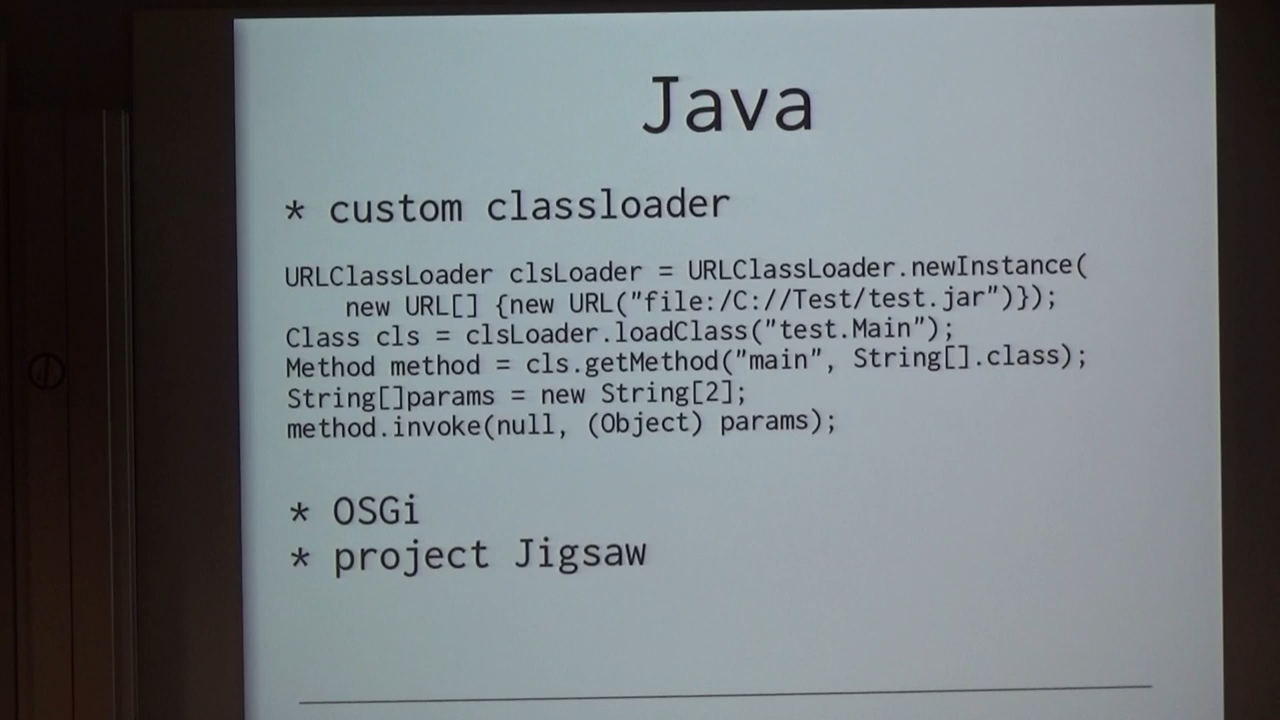 Java
* custom classloader
URLClassLoader clsLoader = URLClassLoader.newInstance(
new URL[] {new URL("file:/C://Test/test.jar")});
Class cls = clsLoader.loadClass("test.Main");
Method method = cls.getMethod("main", String[].class);
String[]params = new String[2];
method.invoke(null, (Object) params);
* OSGi
* project Jigsaw